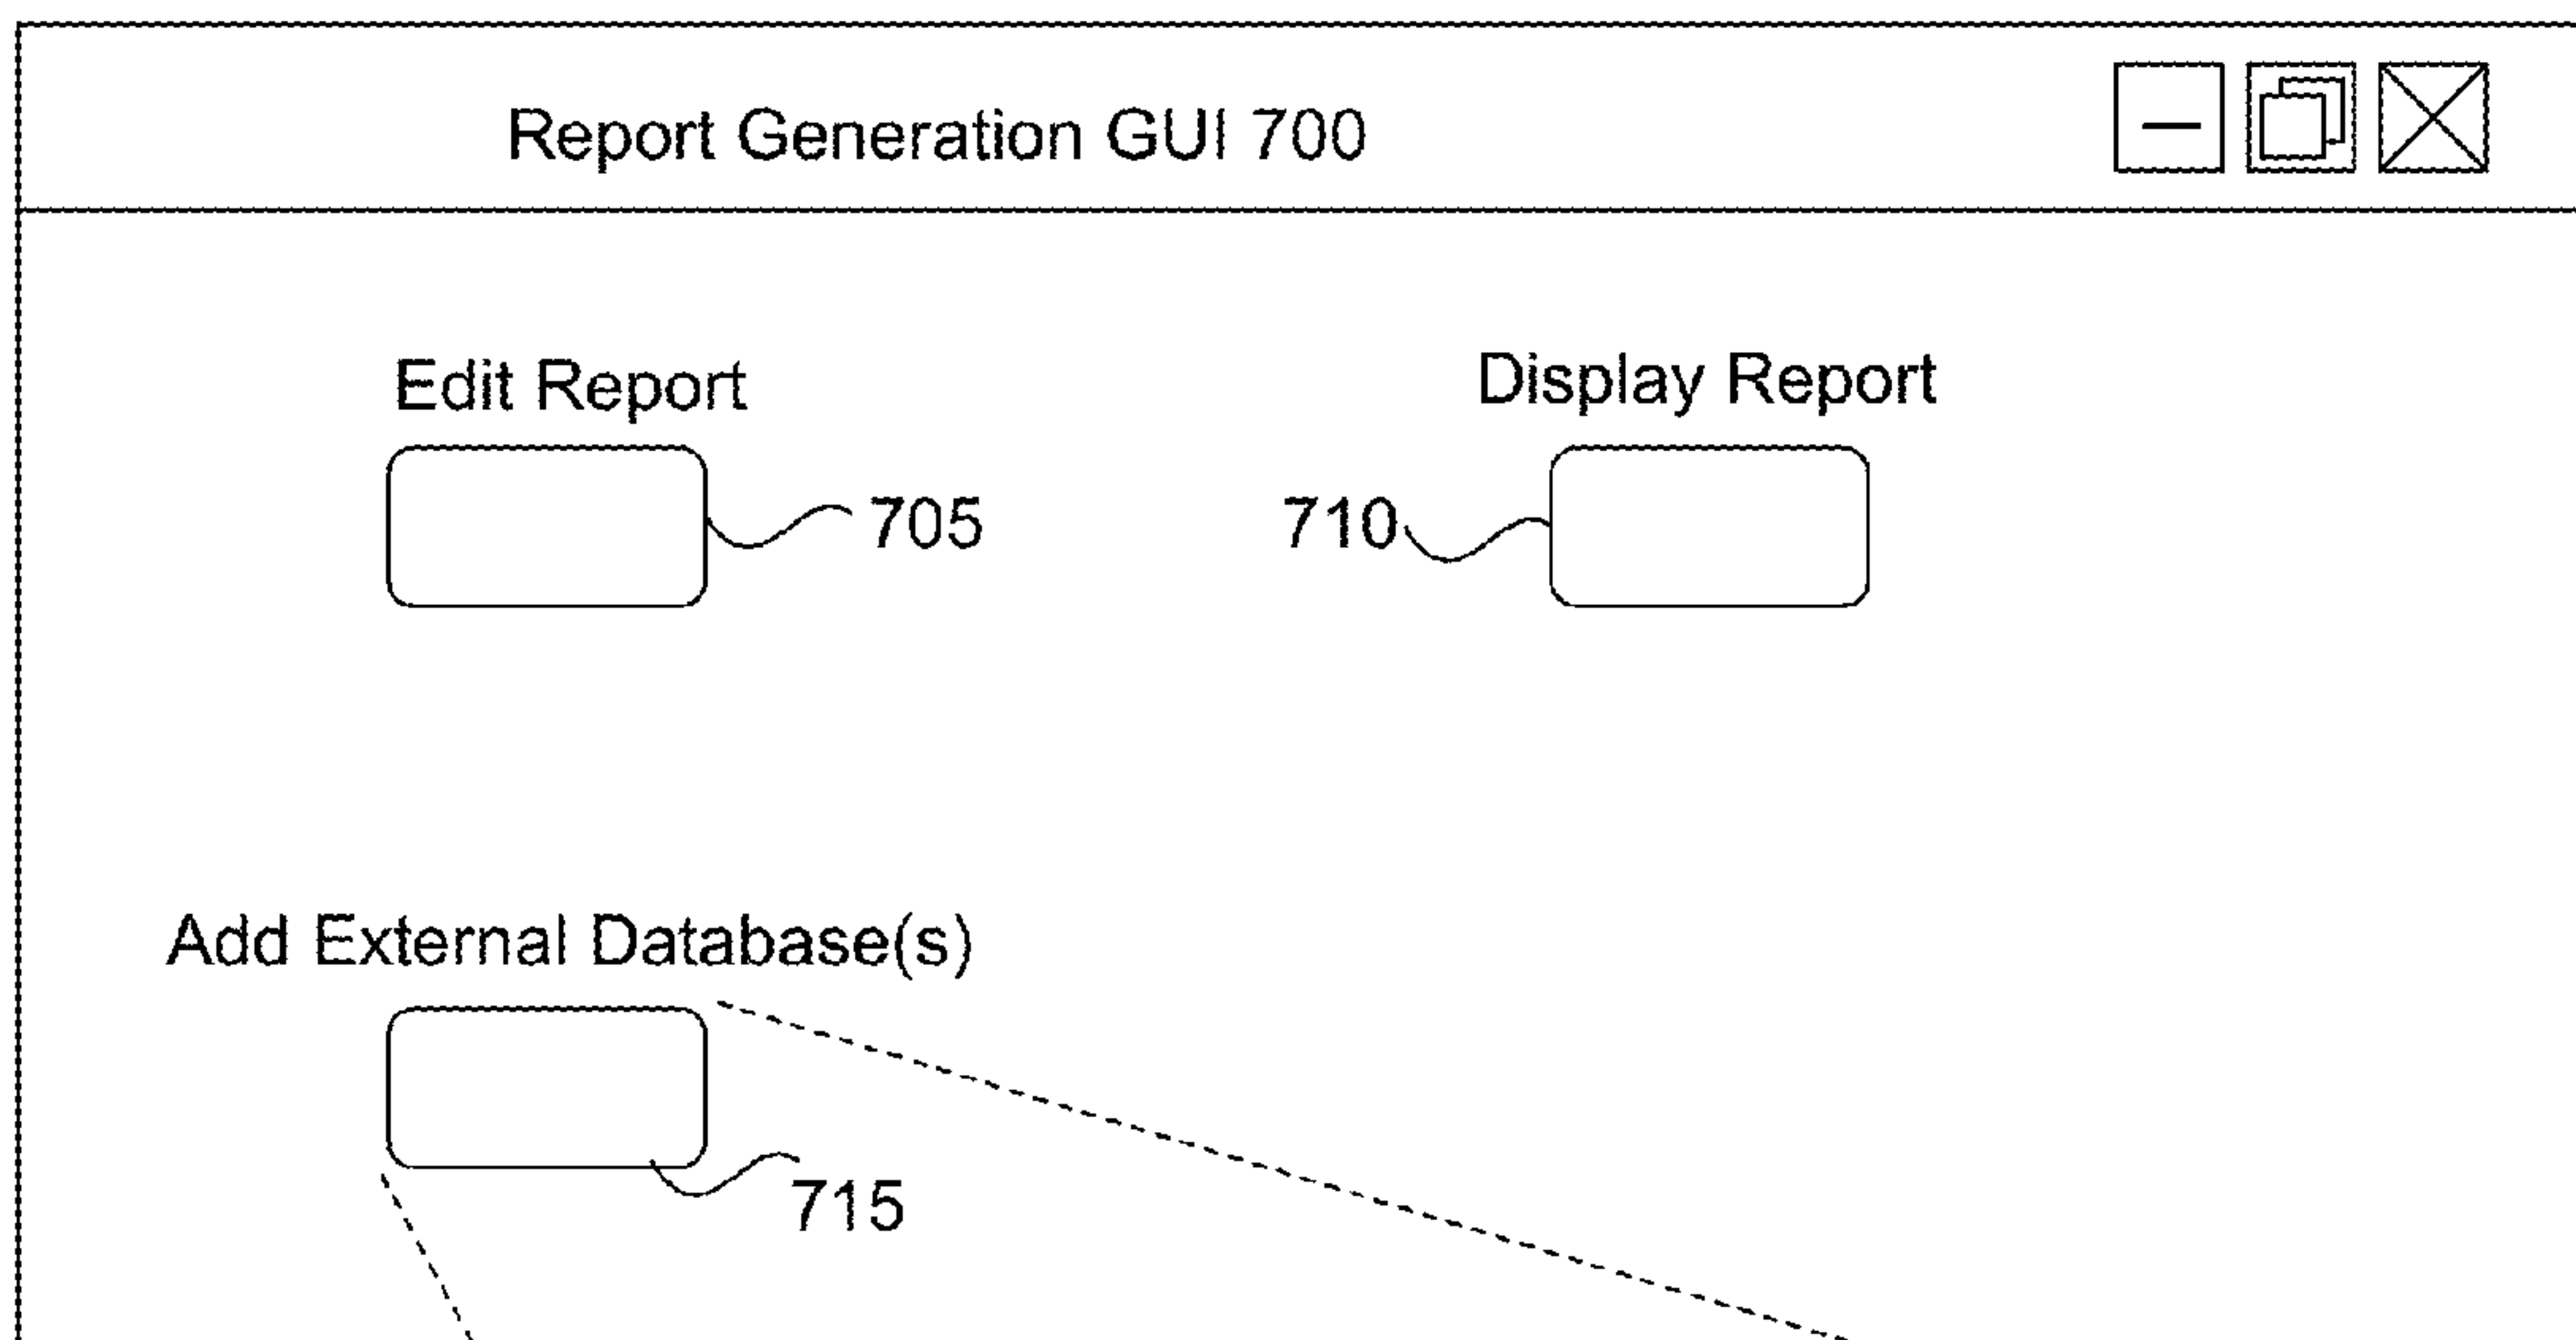 Report Generation GUI 700
Edit Report
Display Report
705
710
Add External Database(s)
715